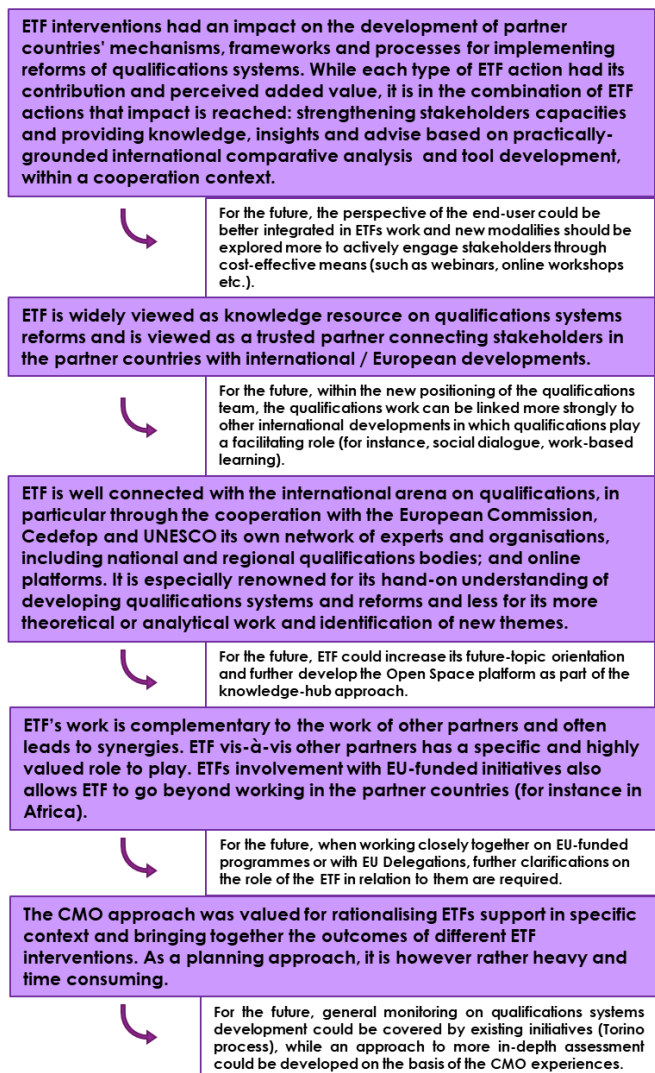 ETF interventions had an impact on the development of partner
countries' mechanisms, frameworks and processes for implementing
reforms of qualifications systems. While each type of ETF action had its
contribution and perceived added value, it is in the combination of ETF
actions that impact is reached: strengthening stakeholders capacities
and providing knowledge, insights and advise based on practically-
grounded international comparative analysis and tool development,
within a cooperation context.
For the future, the perspective of the end-user could be
better integrated in ETFs work and new modalities should be
explored more to actively engage stakeholders through
cost-effective means (such as webinars, online workshops
etc.).
ETF is widely viewed as knowledge resource on qualifications systems
reforms and is viewed as a trusted partner connecting stakeholders in
the partner countries with international / European developments.
For the future, within the new positioning of the qualifications
team, the qualifications work can be linked more strongly to
other international developments in which qualifications play
a facilitating role (for instance, social dialogue, work-based
learning).
ETF is well connected with the international arena on qualifications, in
particular through the cooperation with the European Commission,
Cedefop and UNESCO its own network of experts and organisations,
including national and regional qualifications bodies; and online
platforms. It is especially renowned for its hand-on understanding of
developing qualifications systems and reforms and less for its more
theoretical or analytical work and identification of new themes.
For the future, ETF could increase its future-topic orientation
and further develop the Open Space platform as part of the
knowledge-hub approach.
ETF's work is complementary to the work of other partners and often
leads to synergies. ETF vis-à-vis other partners has a specific and highly
valued role to play. ETFs involvement with EU-funded initiatives also
allows ETF to go beyond working in the partner countries (for instance in
Africa).
For the future, when working closely together on EU-funded
programmes or with EU Delegations, further clarifications on
the role of the ETF in relation to them are required.
The CMO approach was valued for rationalising ETFs support in specific
context and bringing together the outcomes of different ETF
interventions. As a planning approach, it is however rather heavy and
time consuming.
For the future, general monitoring on qualifications systems
development could be covered by existing initiatives (Torino
process), while an approach to more in-depth assessment
could be developed on the basis of the CMO experiences.